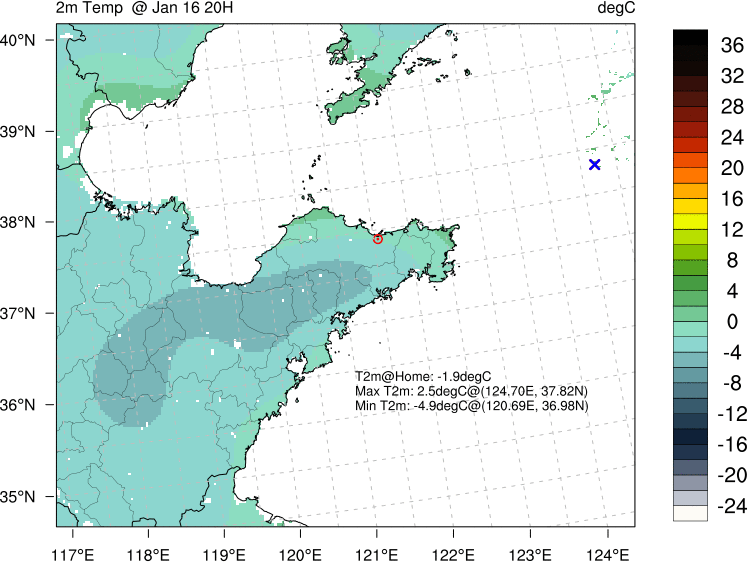 2m Temp @ Jan 16 20H
degC
40°N
39°N
38°N
37°N
36°N
35°N
T2m@Home: -1.9degC
Max T2m: 2.5degC@(124.70E, 37.82N)
Min T2m: -4.9degC@(120.69E, 36.98N)
117°E 118°E 119°E 120°E 121°E 122°E 123°E 124°E
36
32
28
24
20
16
12
8
4
0
-4
-8
-12
-16
-20
-24